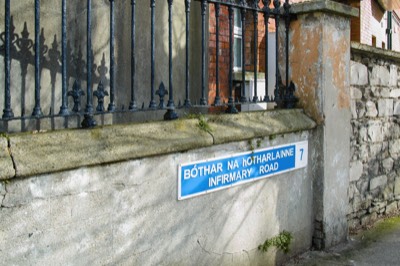 BÓTHAR NA hOTHARLAINNE 7
INFIRMARY ROAD